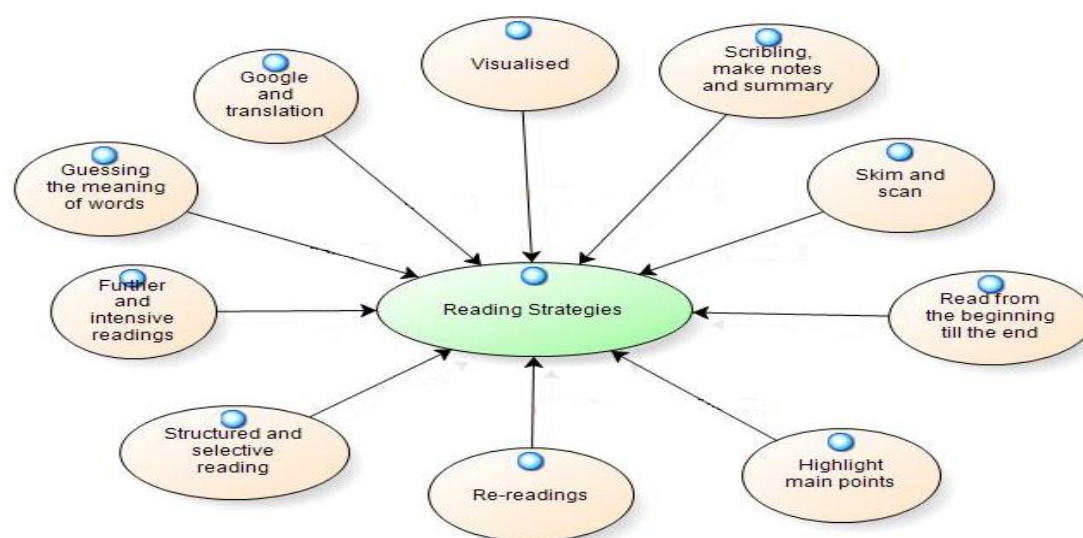 Visualised
Scribling,
make notes
and summary
Google
and
translation
Skim and
scan
Guessing
the meaning
of words
Further
and
intensive
readings
Reading Strategies
Read from
the beginning
till the end
Structured and
selective
reading
Re-readings
Highlight
main points